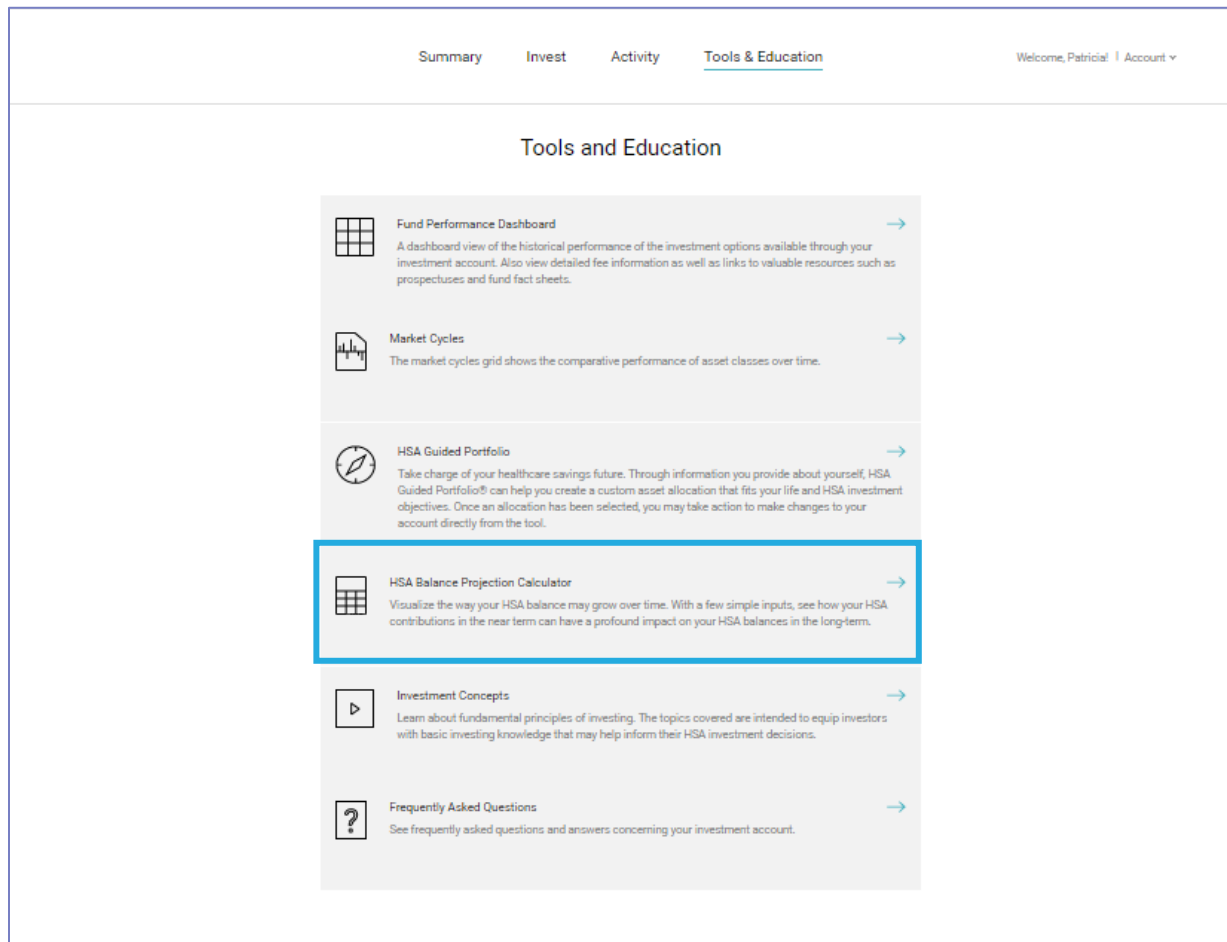 Summary Invest Activity Tools & Education Welcome, Patricia! | Account
Tools and Education
Fund Performance Dashboard
A dashboard view of the historical performance of the investment options available through your
investment account. Also view detailed fee information as well as links to valuable resources such as
prospectuses and fund fact sheets.
Market Cycles
The market cycles grid shows the comparative performance of asset classes over time.
HSA Guided Portfolio
Take charge of your healthcare savings future. Through information you provide about yourself, HSA
Guided Portfolio® can help you create a custom asset allocation that fits your life and HSA investment
objectives. Once an allocation has been selected, you may take action to make changes to your
account directly from the tool.
HSA Balance Projection Calculator
Visualize the way your HSA balance may grow over time. With a few simple inputs, see how your HSA
contributions in the near term can have a profound impact on your HSA balances in the long-term.
Investment Concepts
Learn about fundamental principles of investing. The topics covered are intended to equip investors
with basic investing knowledge that may help inform their HSA investment decisions.
Frequently Asked Questions
See frequently asked questions and answers concerning your investment account.